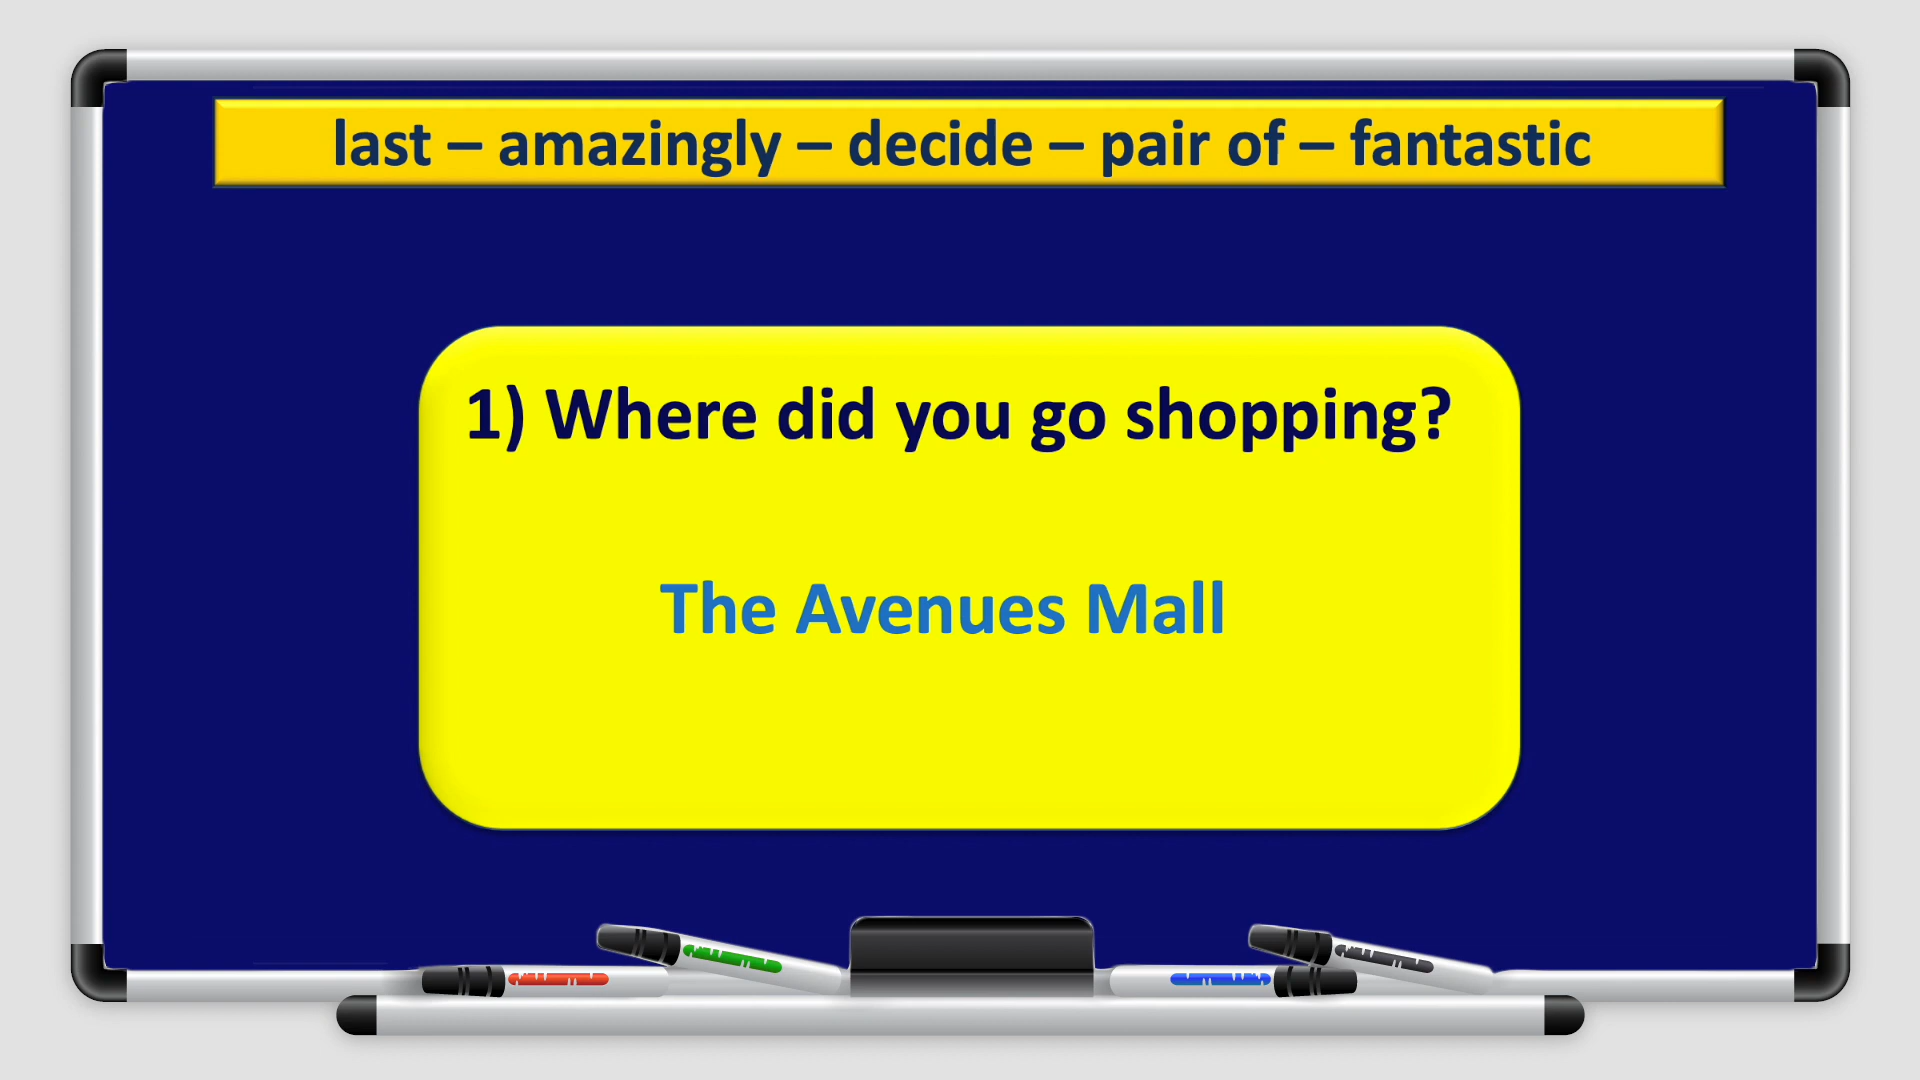 last – amazingly – decide – pair of – fantastic
1) Where did you go shopping?
The Avenues Mall